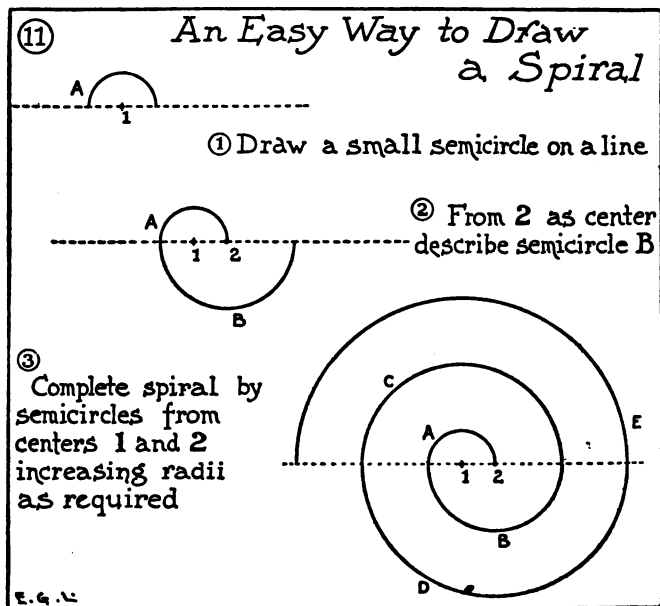 11
An Easy Way to Draw
a Spiral
A
1
① Draw a small semicircle on a line
A
1 2
B
② From 2 as center
describe semicircle B
③
Complete spiral by
semicircles from
centers 1 and 2
increasing radii
as required
C
A
E
1 2
B
D